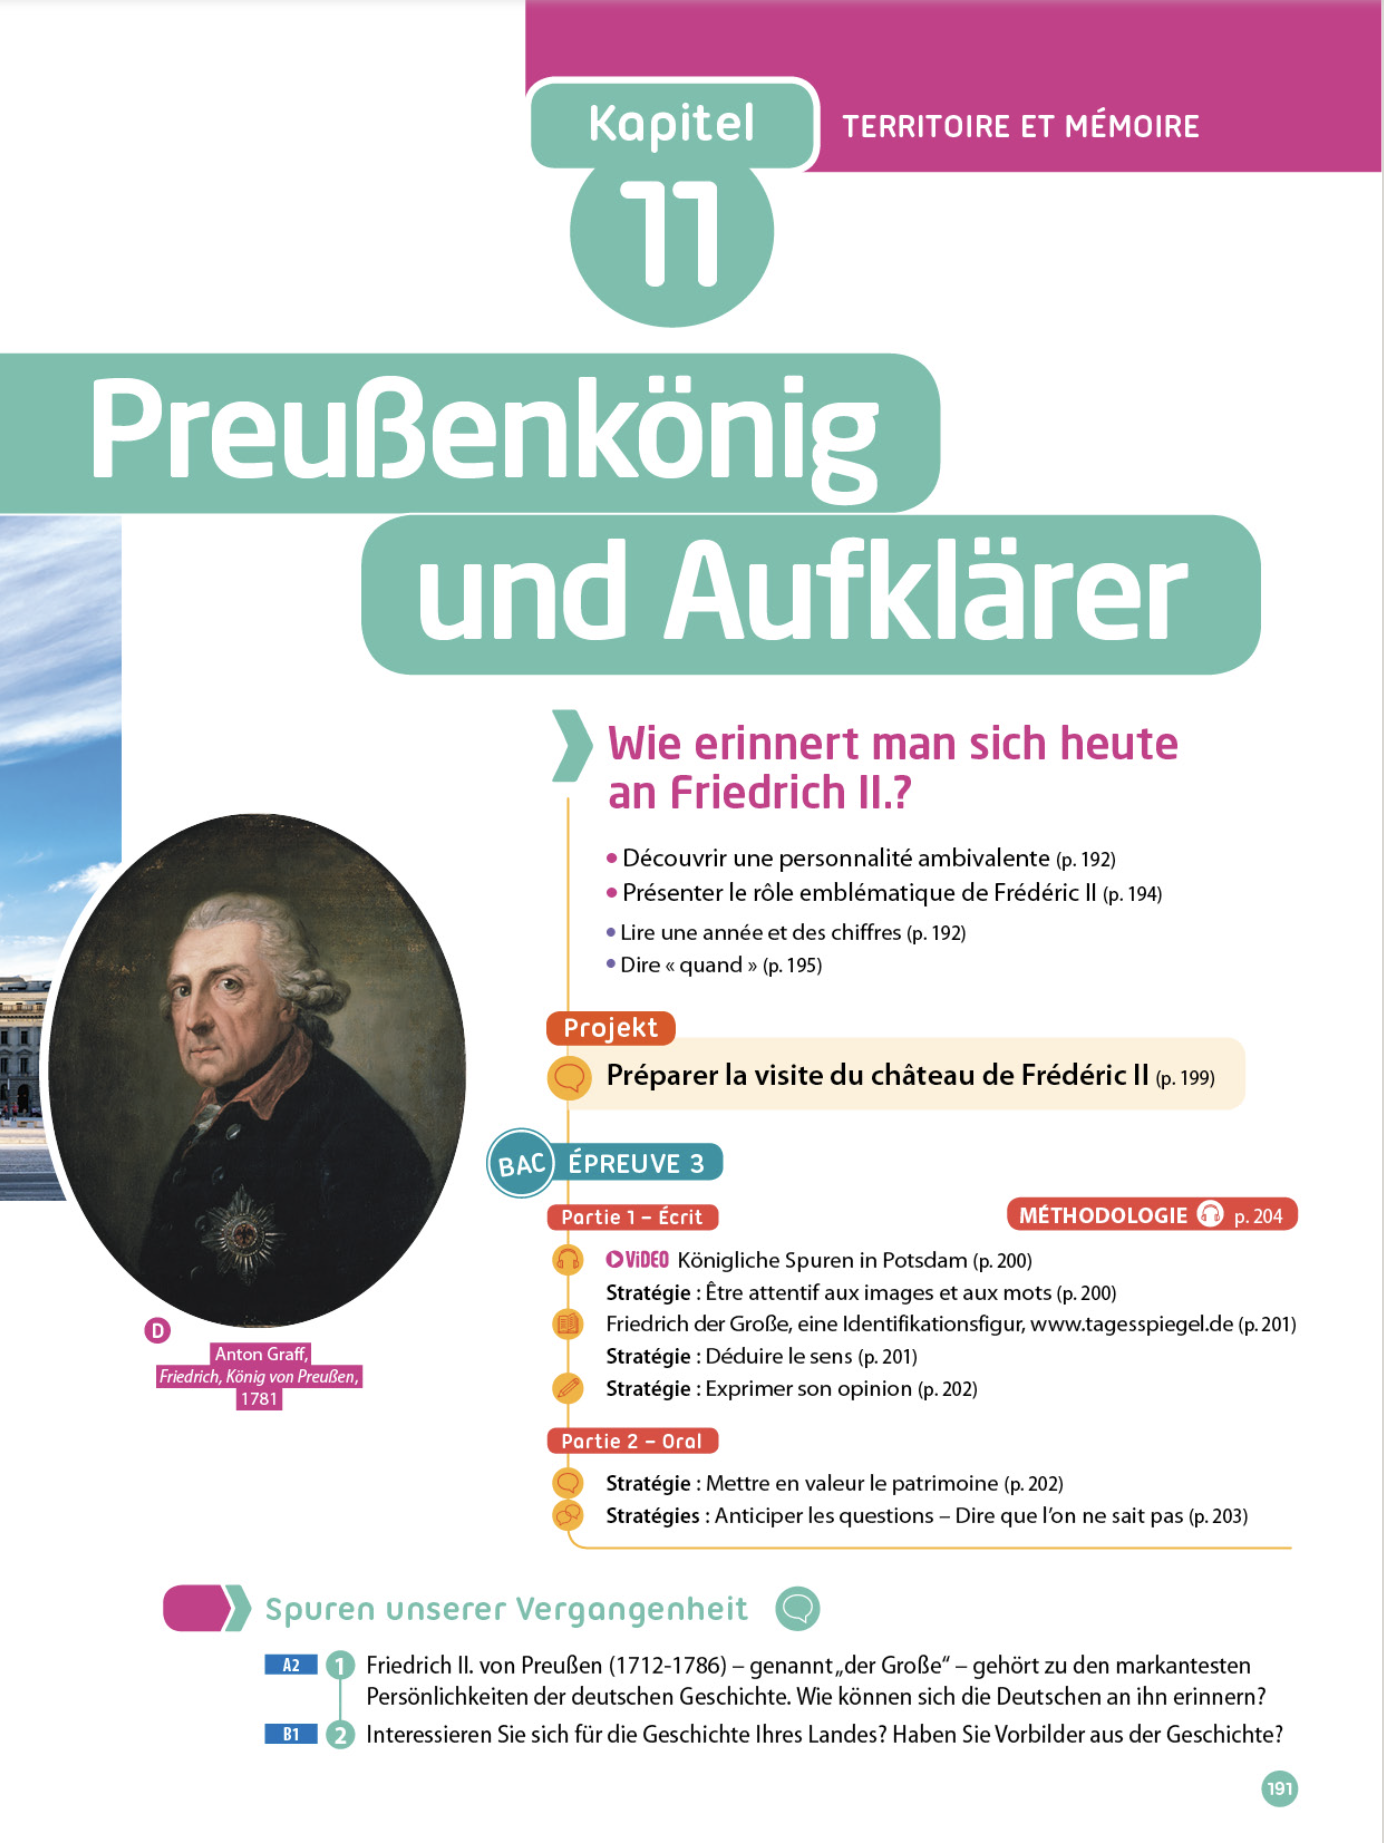 Kapitel
11
TERRITOIRE ET MÉMOIRE
Preußenkönig
und Aufklärer
Wie erinnert man sich heute
an Friedrich II.?
• Découvrir une personnalité ambivalente (p. 192)
• Présenter le rôle emblématique de Frédéric II (p. 194)
• Lire une année et des chiffres (p. 192)
• Dire « quand » (p. 195)
Projekt
Préparer la visite du château de Frédéric II (p. 199)
BAC ÉPREUVE 3
Partie 1 – Écrit
MÉTHODOLOGIE p. 204
VIDEO Königliche Spuren in Potsdam (p. 200)
Stratégie : Être attentif aux images et aux mots (p. 200)
Friedrich der Große, eine Identifikationsfigur, www.tagesspiegel.de (p. 201)
Stratégie : Déduire le sens (p. 201)
Stratégie : Exprimer son opinion (p. 202)
Partie 2 – Oral
Stratégie : Mettre en valeur le patrimoine (p. 202)
Stratégies : Anticiper les questions – Dire que l’on ne sait pas (p. 203)
D
Anton Graff,
Friedrich, König von Preußen,
1781
Spuren unserer Vergangenheit
A2 1 Friedrich II. von Preußen (1712-1786) – genannt „der Große“ – gehört zu den markantesten
Persönlichkeiten der deutschen Geschichte. Wie können sich die Deutschen an ihn erinnern?
B1 2 Interessieren Sie sich für die Geschichte Ihres Landes? Haben Sie Vorbilder aus der Geschichte?
191